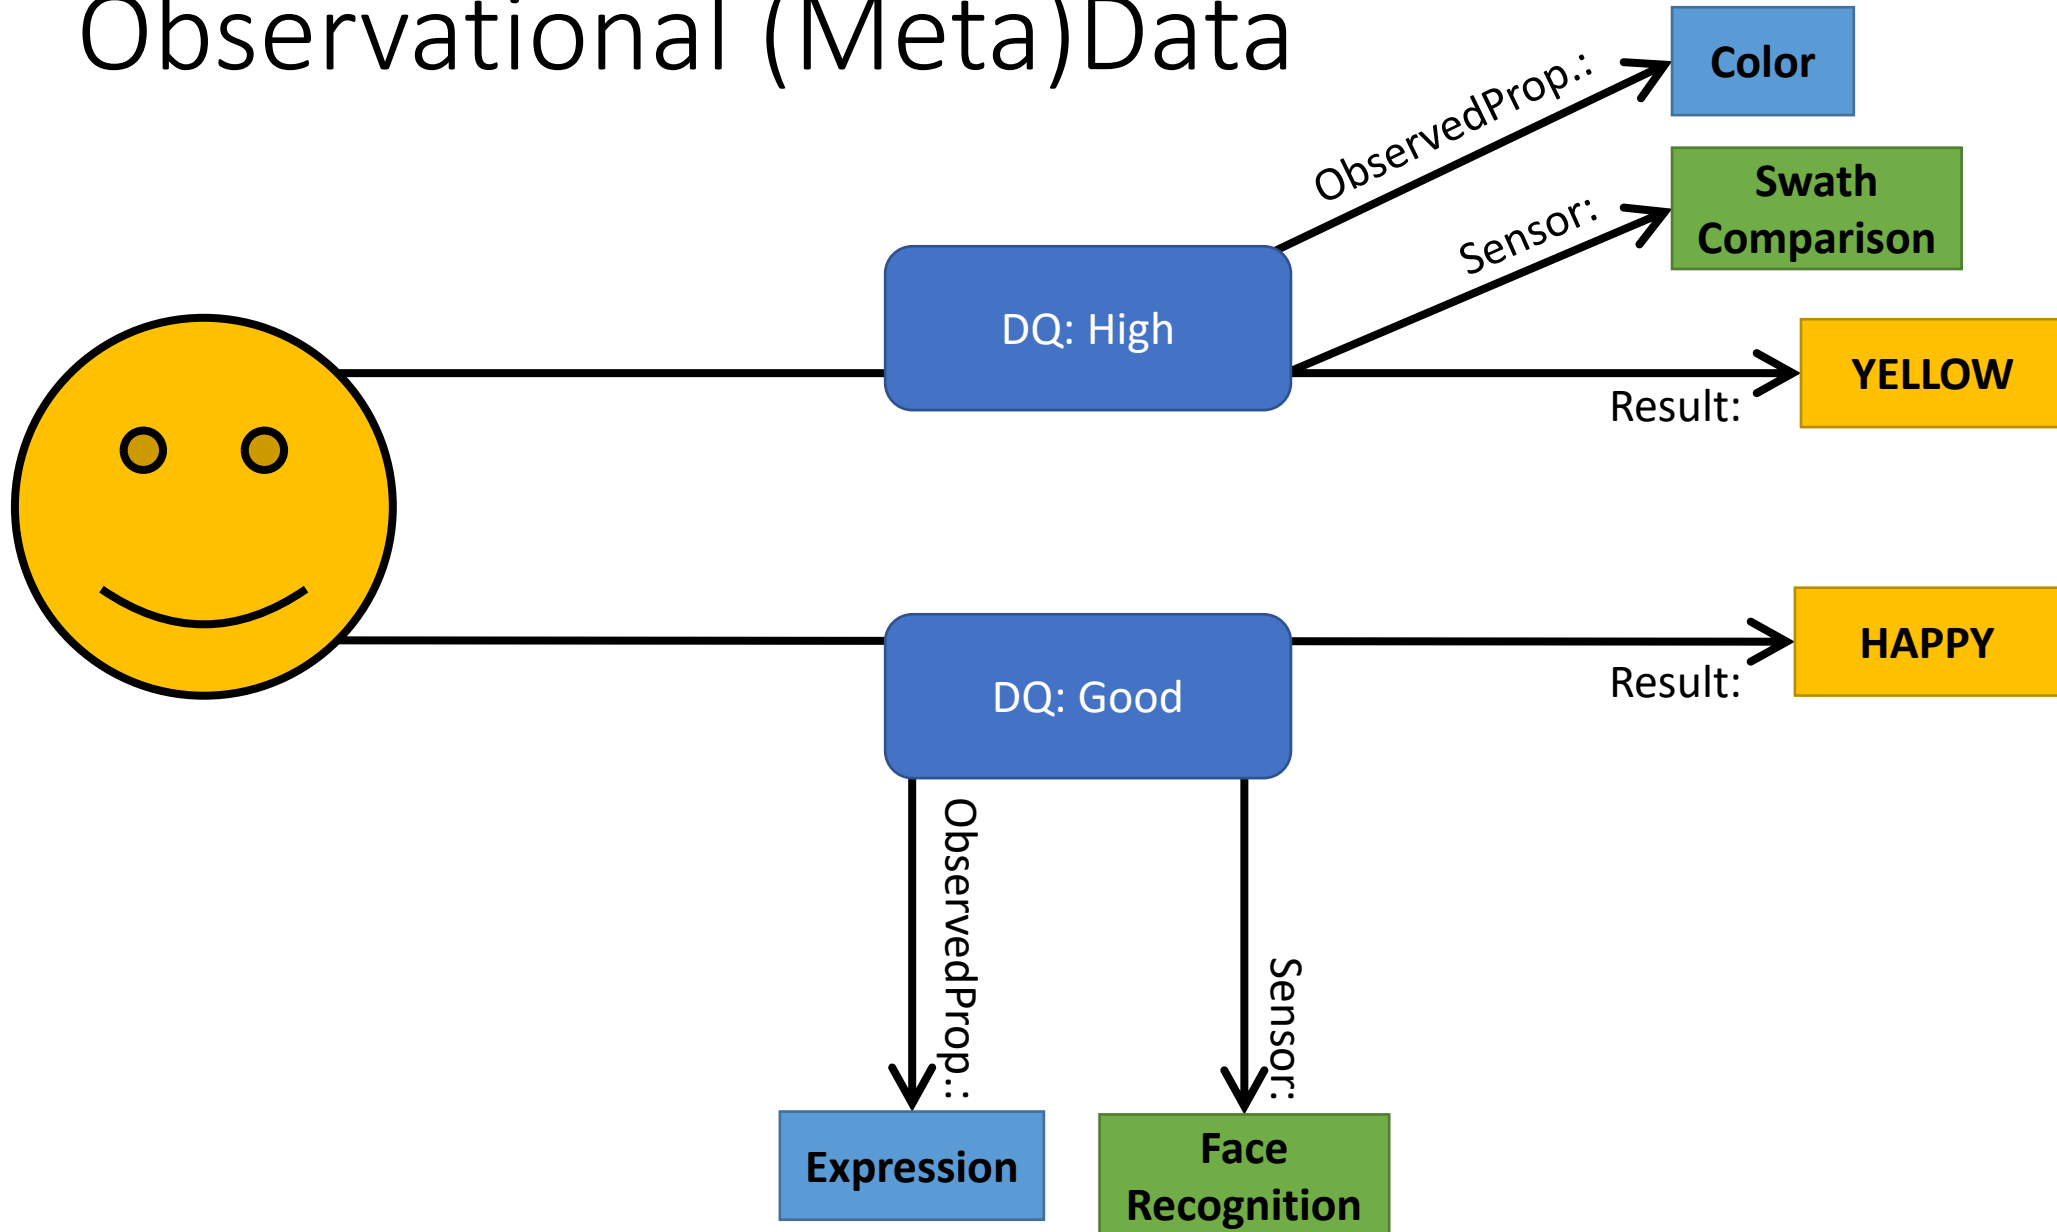 Observational (Meta)Data
ObservedProp.:
Color
Sensor:
Swath
Comparison
DQ: High
Result:
YELLOW
DQ: Good
Result:
HAPPY
ObservedProp.:
Sensor:
Expression
Face
Recognition